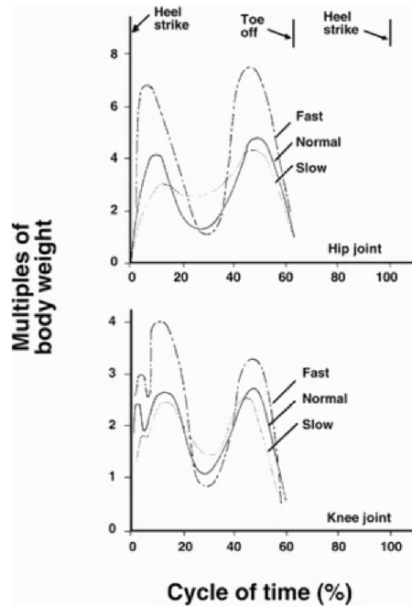 Heel
strike
Toe
off
Heel
strike
8
6
4
2
0
Fast
Normal
Slow
Hip joint
0 20 40 60 80 100
Multiples of
body weight
4
3
2
1
0
Fast
Normal
Slow
Knee joint
0 20 40 60 80 100
Cycle of time (%)